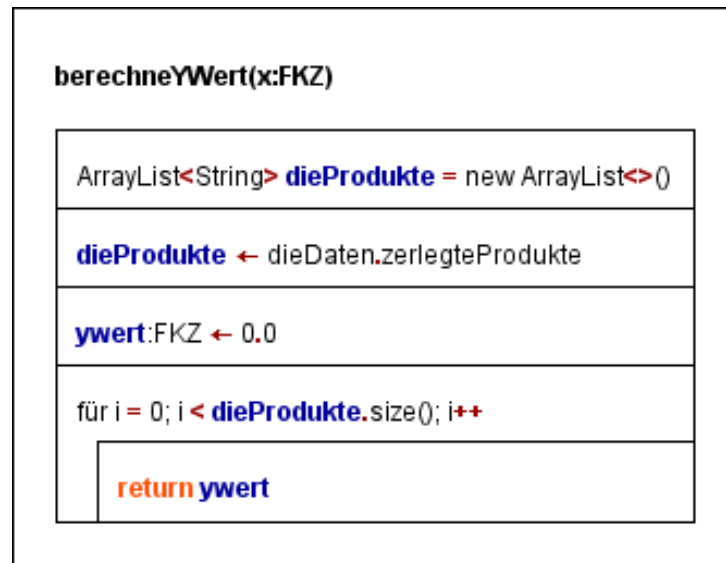 berechneYWert(x:FKZ)
ArrayList<String> dieProdukte = new ArrayList<>()
dieProdukte ← dieDaten.zerlegteProdukte
ywert:FKZ ← 0.0
für i = 0; i < dieProdukte.size(); i++
return ywert